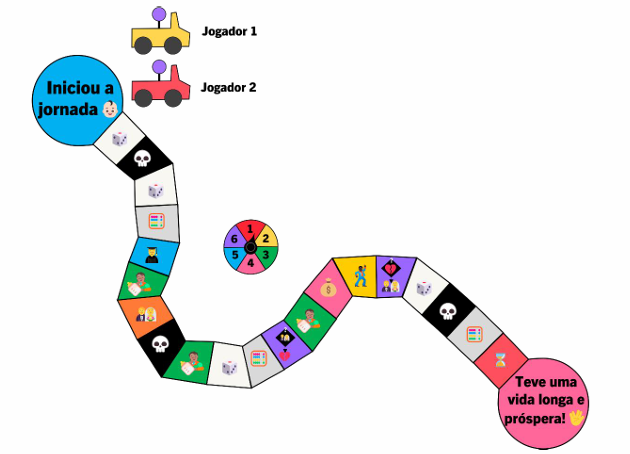 Jogador 1
Jogador 2
Iniciou a
jornada
1
2
3
4
5
6
Teve uma
vida longa e
próspera!